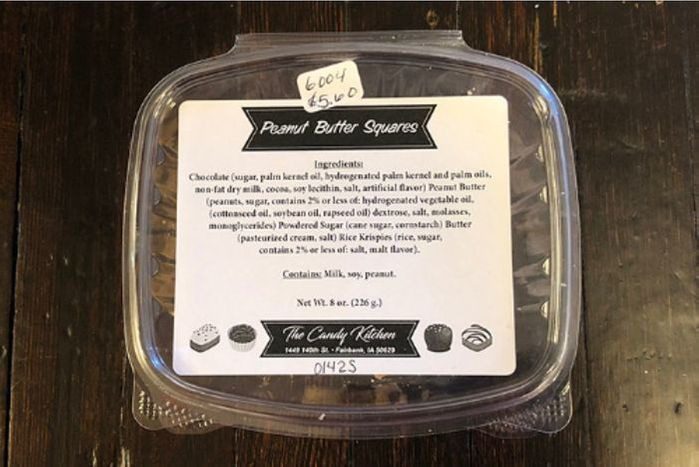 6004
$5.60
Peanut Butter Squares
Ingredients:
Chocolate (sugar, palm kernel oil, hydrogenated palm kernel and palm oils,
non-fat dry milk, cocoa, soy lecithin, salt, artificial flavor) Peanut Butter
(peanuts, sugar, contains 2% or less of: hydrogenated vegetable oil,
(cottonseed oil, soybean oil, rapseed oil) dextrose, salt, molasses,
monoglycerides) Powdered Sugar (cane sugar, cornstarch) Butter
(pasteurized cream, salt) Rice Krispies (rice, sugar,
contains 2% or less of: salt, malt flavor).
Contains: Milk, soy, peanut.
Net Wt. 8 oz. (226 g.)
The Candy Kitchen
1449 140th St. • Fairbank, IA 50629
0142S